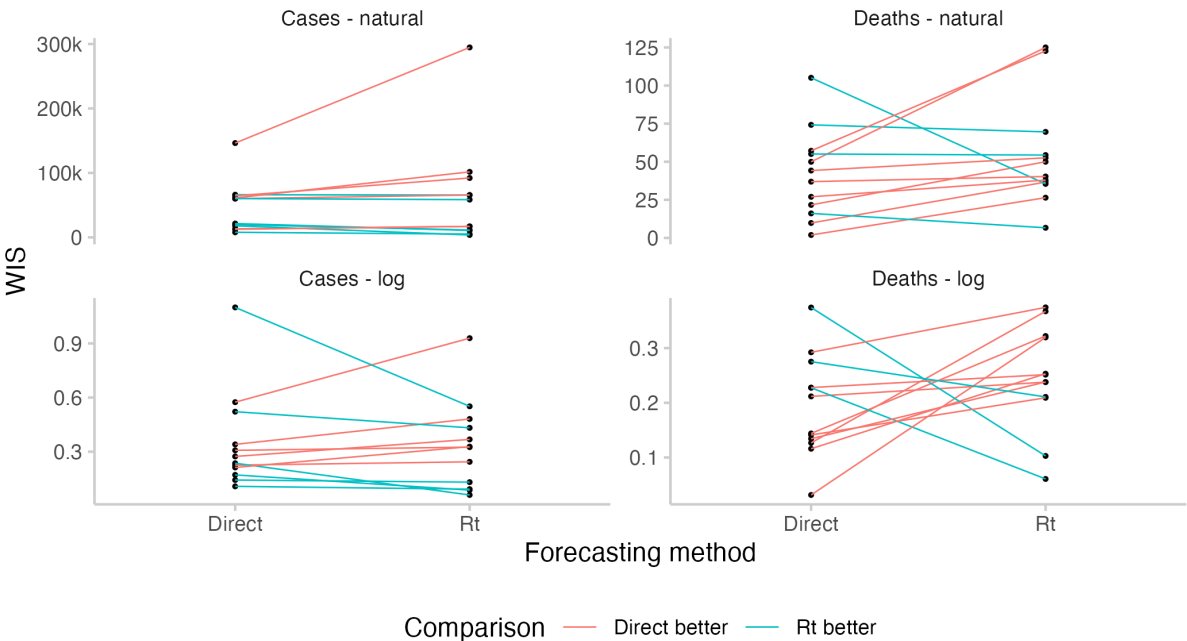 Cases - natural
Deaths - natural
300k
200k
100k
0
125
100
75
50
25
0
WIS
Cases - log
Deaths - log
0.9
0.6
0.3
0.3
0.2
0.1
Direct
Rt
Direct
Rt
Forecasting method
Comparison
Direct better
Rt better